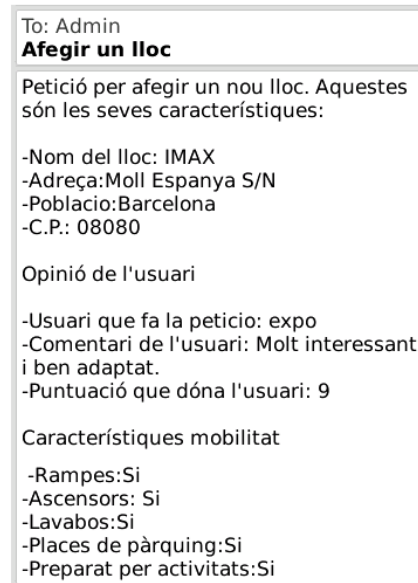 To: Admin
Afegir un lloc
Petició per afegir un nou lloc. Aquestes
són les seves característiques:
-Nom del lloc: IMAX
-Adreça:Moll Espanya S/N
-Poblacio:Barcelona
-C.P.: 08080
Opinió de l'usuari
-Usuari que fa la peticio: expo
-Comentari de l'usuari: Molt interessant
i ben adaptat.
-Puntuació que dóna l'usuari: 9
Característiques mobilitat
-Rampes:Si
-Ascensors: Si
-Lavabos:Si
-Places de pàrquing:Si
-Preparat per activitats:Si